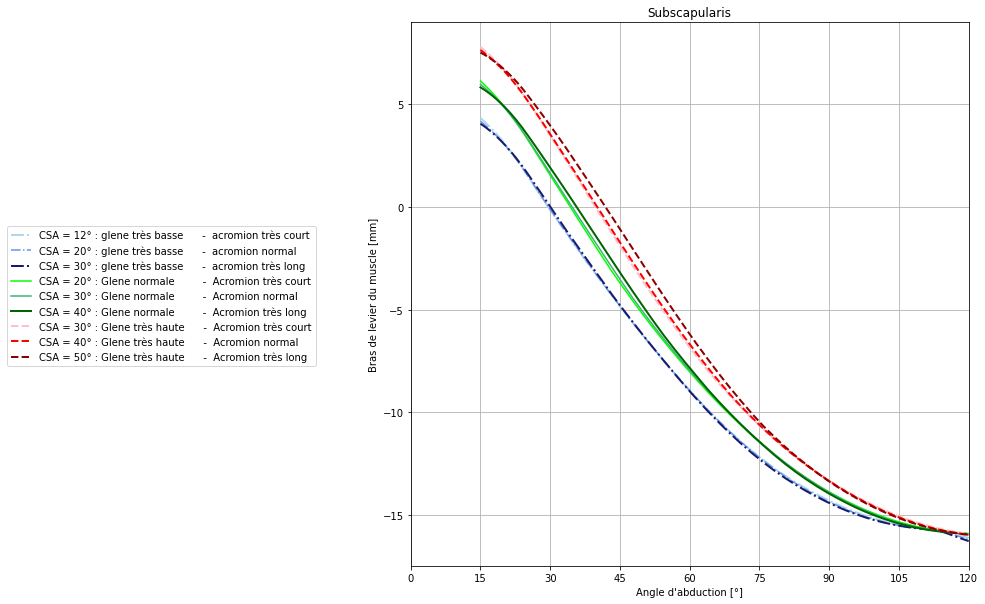 Subscapularis
CSA = 12° : glene très basse - acromion très court
CSA = 20° : glene très basse - acromion normal
CSA = 30° : glene très basse - acromion très long
CSA = 20° : Glene normale - Acromion très court
CSA = 30° : Glene normale - Acromion normal
CSA = 40° : Glene normale - Acromion très long
CSA = 30° : Glene très haute - Acromion très court
CSA = 40° : Glene très haute - Acromion normal
CSA = 50° : Glene très haute - Acromion très long
Bras de levier du muscle [mm]
5
0
−5
−10
−15
0 15 30 45 60 75 90 105 120
Angle d'abduction [°]